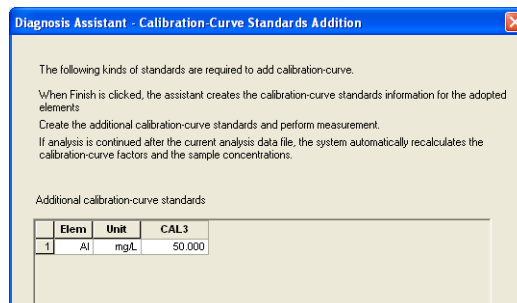 Diagnosis Assistant - Calibration-Curve Standards Addition
The following kinds of standards are required to add calibration-curve.
When Finish is clicked, the assistant creates the calibration-curve standards information for the adopted
elements
Create the additional calibration-curve standards and perform measurement.
If analysis is continued after the current analysis data file, the system automatically recalculates the
calibration-curve factors and the sample concentrations.
Additional calibration-curve standards
Elem Unit CAL3
1 Al mg/L 50.000